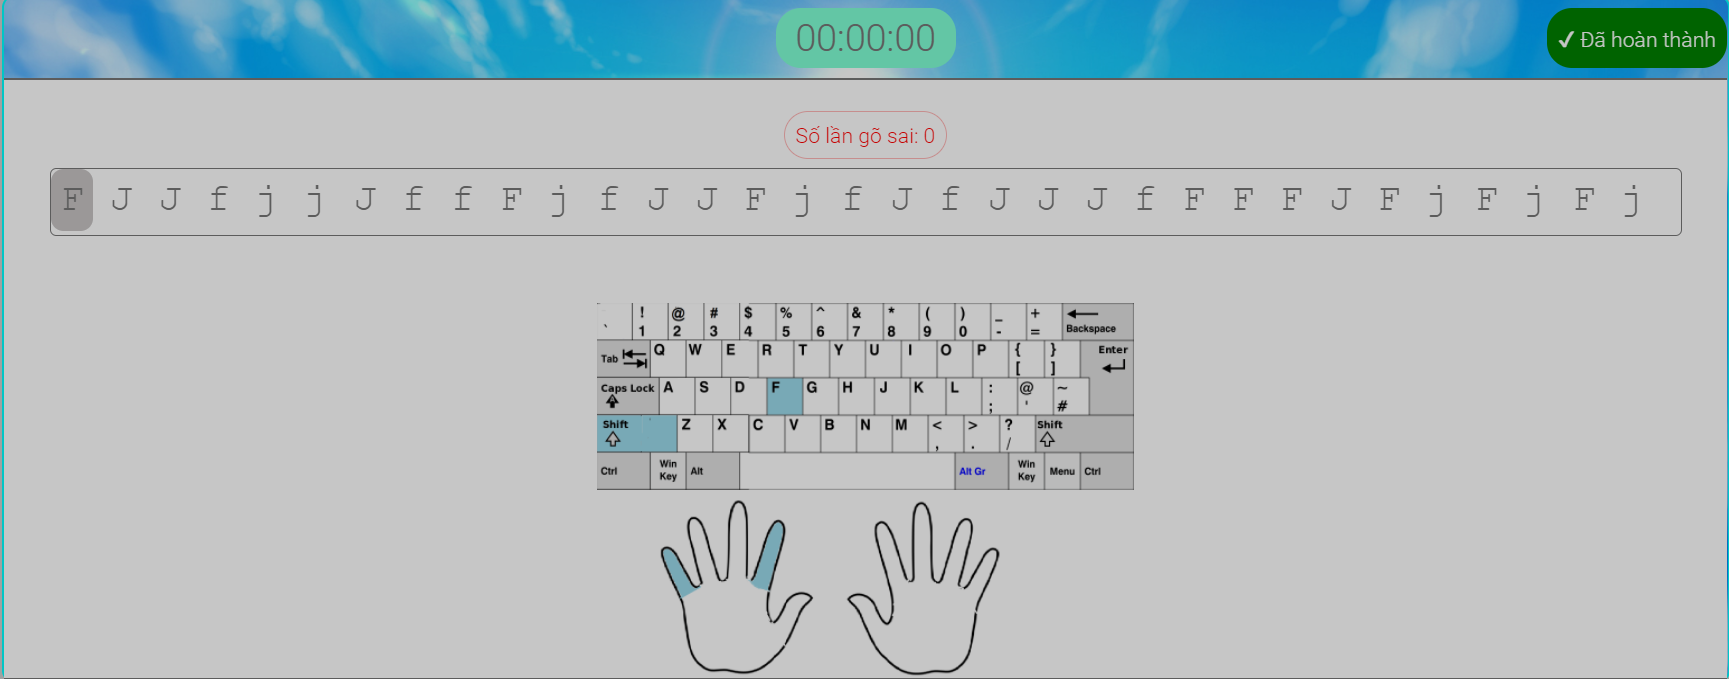 00:00:00
✔ Đã hoàn thành
Số lần gõ sai: 0
F J J f j j J f f F j f J J F j f J f J J J f F F F J F j F j F j
! @ # $ % ^ & * ( ) _ +
` 1 2 3 4 5 6 7 8 9 0 - = Backspace
Tab Q W E R T Y U I O P { } Enter
[ ]
Caps Lock A S D F G H J K L : @ ~
; ' #
Shift Z X C V B N M < > ? Shift
, . /
Ctrl Win Key Alt Alt Gr Win Key Menu Ctrl